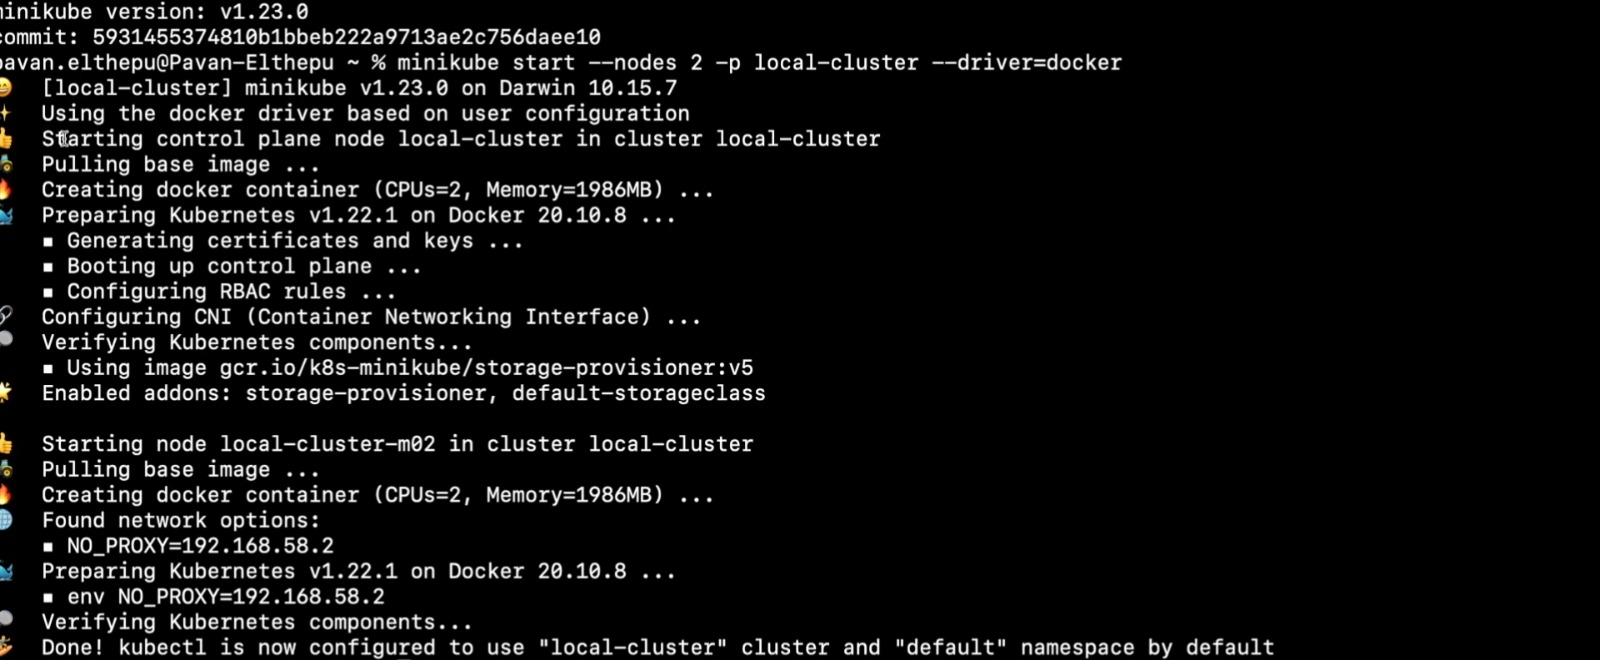 minikube version: v1.23.0
commit: 5931455374810b1bbeb222a9713ae2c756daee10
pavan.elthepu@Pavan-Elthepu ~ % minikube start --nodes 2 -p local-cluster --driver=docker
[local-cluster] minikube v1.23.0 on Darwin 10.15.7
Using the docker driver based on user configuration
Starting control plane node local-cluster in cluster local-cluster
Pulling base image ...
Creating docker container (CPUs=2, Memory=1986MB) ...
Preparing Kubernetes v1.22.1 on Docker 20.10.8 ...
▪ Generating certificates and keys ...
▪ Booting up control plane ...
▪ Configuring RBAC rules ...
Configuring CNI (Container Networking Interface) ...
Verifying Kubernetes components...
▪ Using image gcr.io/k8s-minikube/storage-provisioner:v5
Enabled addons: storage-provisioner, default-storageclass
Starting node local-cluster-m02 in cluster local-cluster
Pulling base image ...
Creating docker container (CPUs=2, Memory=1986MB) ...
Found network options:
▪ NO_PROXY=192.168.58.2
Preparing Kubernetes v1.22.1 on Docker 20.10.8 ...
▪ env NO_PROXY=192.168.58.2
Verifying Kubernetes components...
Done! kubectl is now configured to use "local-cluster" cluster and "default" namespace by default